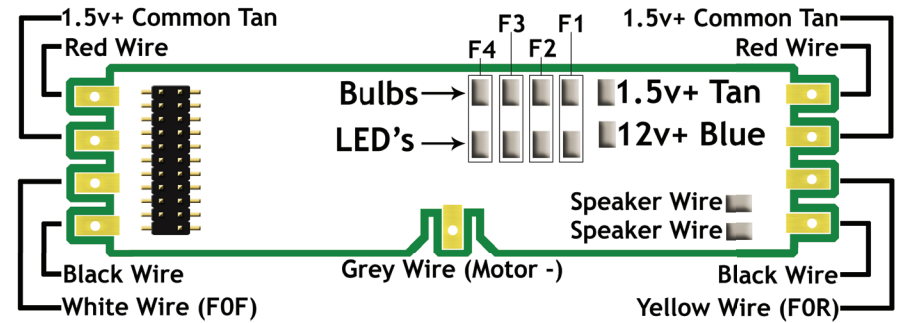 1.5v+ Common Tan
Red Wire
F4
F3
F2
F1
1.5v+ Common Tan
Red Wire
Bulbs
1.5v+ Tan
LED's
12v+ Blue
Speaker Wire
Speaker Wire
Grey Wire (Motor -)
Black Wire
White Wire (F0F)
Black Wire
Yellow Wire (F0R)